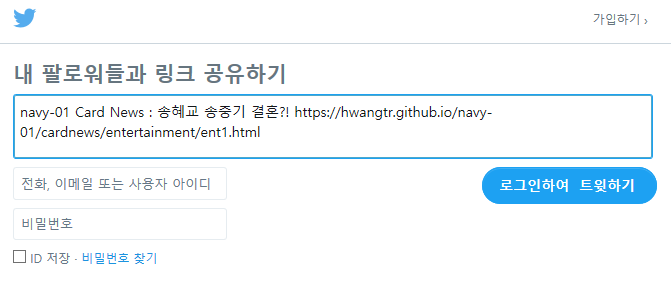 가입하기 ›
내 팔로워들과 링크 공유하기
navy-01 Card News : 송혜교 송중기 결혼?! https://hwangtr.github.io/navy-
01/cardnews/entertainment/ent1.html
전화, 이메일 또는 사용자 아이디
로그인하여 트윗하기
비밀번호
ID 저장 · 비밀번호 찾기